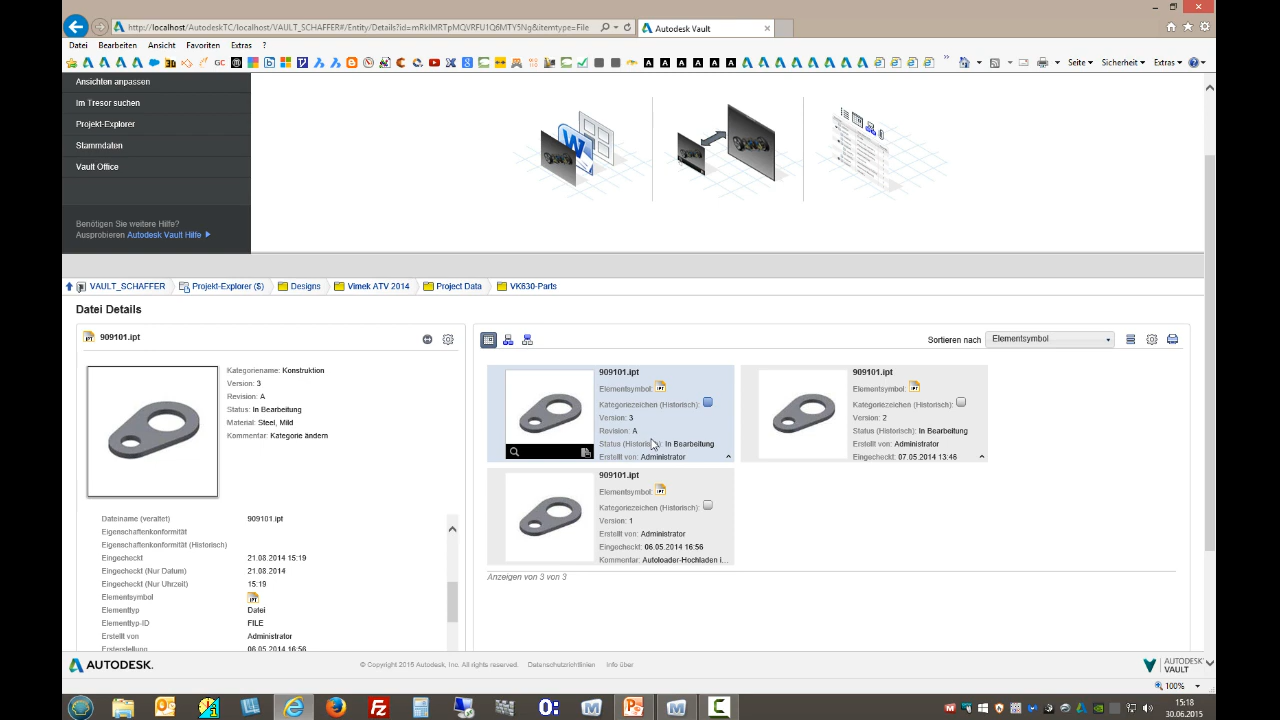 http://localhost/AutodeskTC/VAULT_SCHAFFER#/Entity/Details?id=mRklMRTpMQVRFU1Q6MTY5Ng&itemtype=File
Autodesk Vault
Datei Bearbeiten Ansicht Favoriten Extras ?
Seite Sicherheit Extras
Ansichten anpassen
Im Tresor suchen
Projekt-Explorer
Stammdaten
Vault Office
Benötigen Sie weitere Hilfe?
Ausprobieren Autodesk Vault Hilfe
VAULT_SCHAFFER Projekt-Explorer ($) Designs Vimek ATV 2014 Project Data VK630-Parts
Datei Details
909101.ipt
Kategoriename: Konstruktion
Version: 3
Revision: A
Status: In Bearbeitung
Material: Steel, Mild
Kommentar: Kategorie ändern
Dateiname (veraltet) 909101.ipt
Eigenschaftenkonformität
Eigenschaftenkonformität (Historisch)
Eingecheckt 21.08.2014 15:19
Eingecheckt (Nur Datum) 21.08.2014
Eingecheckt (Nur Uhrzeit) 15:19
Elementsymbol
Elementtyp Datei
Elementtyp-ID FILE
Erstellt von Administrator
Ersterstellung 06.05.2014 16:56
Sortieren nach Elementsymbol
909101.ipt
Elementsymbol:
Kategoriezeichen (Historisch):
Version: 3
Revision: A
Status (Historisch): In Bearbeitung
Erstellt von: Administrator
909101.ipt
Elementsymbol:
Kategoriezeichen (Historisch):
Version: 2
Status (Historisch): In Bearbeitung
Erstellt von: Administrator
Eingecheckt: 07.05.2014 13:46
909101.ipt
Elementsymbol:
Kategoriezeichen (Historisch):
Version: 1
Erstellt von: Administrator
Eingecheckt: 06.05.2014 16:56
Kommentar: Autoloader-Hochladen i...
Anzeigen von 3 von 3
AUTODESK.
© Copyright 2015 Autodesk, Inc. All rights reserved. Datenschutzrichtlinien Info über
AUTODESK
VAULT
100%
15:18
30.06.2015